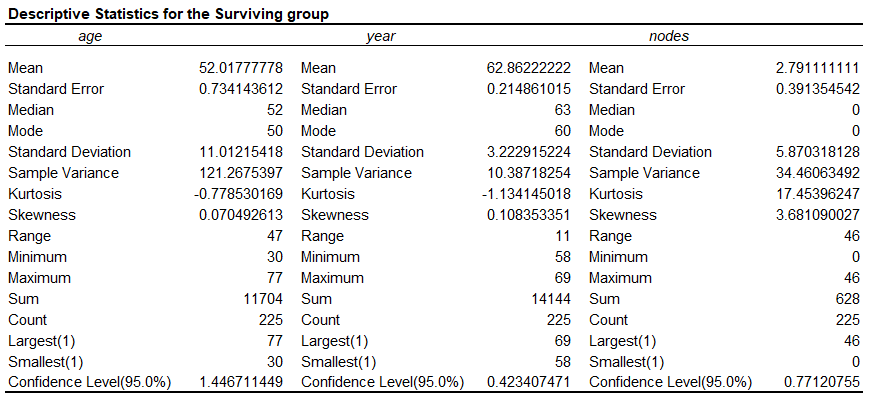 Descriptive Statistics for the Surviving group
age year nodes
Mean 52.01777778 Mean 62.86222222 Mean 2.791111111
Standard Error 0.734143612 Standard Error 0.214861015 Standard Error 0.391354542
Median 52 Median 63 Median 0
Mode 50 Mode 60 Mode 0
Standard Deviation 11.01215418 Standard Deviation 3.222915224 Standard Deviation 5.870318128
Sample Variance 121.2675397 Sample Variance 10.38718254 Sample Variance 34.46063492
Kurtosis -0.778530169 Kurtosis -1.134145018 Kurtosis 17.45396247
Skewness 0.070492613 Skewness 0.108353351 Skewness 3.681090027
Range 47 Range 11 Range 46
Minimum 30 Minimum 58 Minimum 0
Maximum 77 Maximum 69 Maximum 46
Sum 11704 Sum 14144 Sum 628
Count 225 Count 225 Count 225
Largest(1) 77 Largest(1) 69 Largest(1) 46
Smallest(1) 30 Smallest(1) 58 Smallest(1) 0
Confidence Level(95.0%) 1.446711449 Confidence Level(95.0%) 0.423407471 Confidence Level(95.0%) 0.77120755